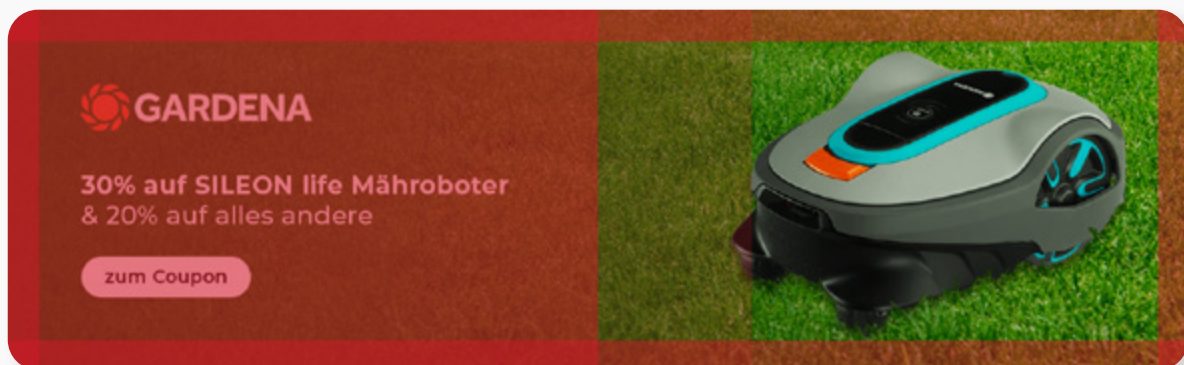 GARDENA
30% auf SILEON life Mähroboter
& 20% auf alles andere
zum Coupon